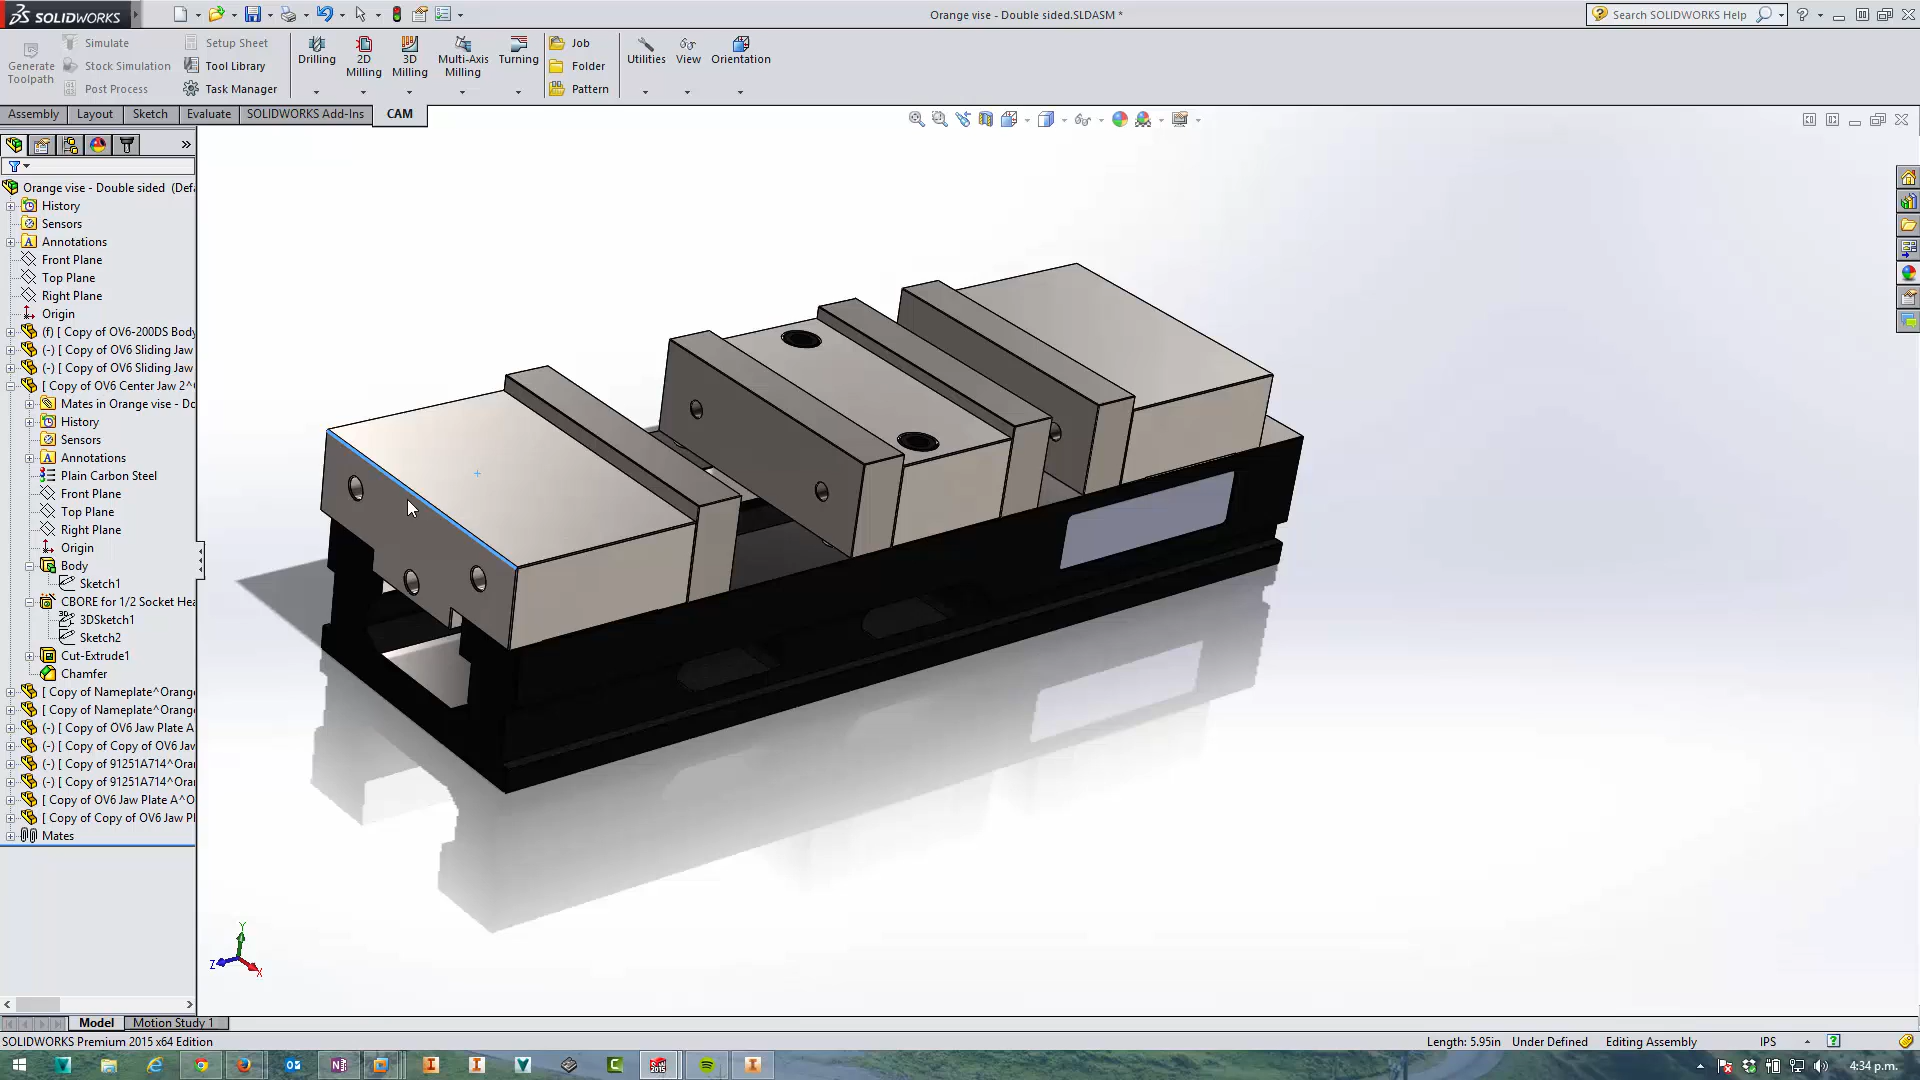 SOLIDWORKS
Orange vise - Double sided.SLDASM *
Search SOLIDWORKS Help
Generate Toolpath
Simulate
Stock Simulation
Post Process
Setup Sheet
Tool Library
Task Manager
Drilling
2D Milling
3D Milling
Multi-Axis Milling
Turning
Job
Folder
Pattern
Utilities
View
Orientation
Assembly
Layout
Sketch
Evaluate
SOLIDWORKS Add-Ins
CAM
Orange vise - Double sided (Defa
History
Sensors
Annotations
Front Plane
Top Plane
Right Plane
Origin
(f) [ Copy of OV6-200DS Body
(-) [ Copy of OV6 Sliding Jaw
(-) [ Copy of OV6 Sliding Jaw
[ Copy of OV6 Center Jaw 2^
Mates in Orange vise - Do
History
Sensors
Annotations
Plain Carbon Steel
Front Plane
Top Plane
Right Plane
Origin
Body
Sketch1
CBORE for 1/2 Socket Hea
3DSketch1
Sketch2
Cut-Extrude1
Chamfer
[ Copy of Nameplate^Orange
[ Copy of Nameplate^Orange
(-) [ Copy of OV6 Jaw Plate A
(-) [ Copy of Copy of OV6 Jaw
(-) [ Copy of 91251A714^Orar
(-) [ Copy of 91251A714^Orar
[ Copy of OV6 Jaw Plate A^O
[ Copy of Copy of OV6 Jaw Pl
Mates
Y
Z
X
Model
Motion Study 1
SOLIDWORKS Premium 2015 x64 Edition
Length: 5.95in
Under Defined
Editing Assembly
IPS
4:34 p.m.